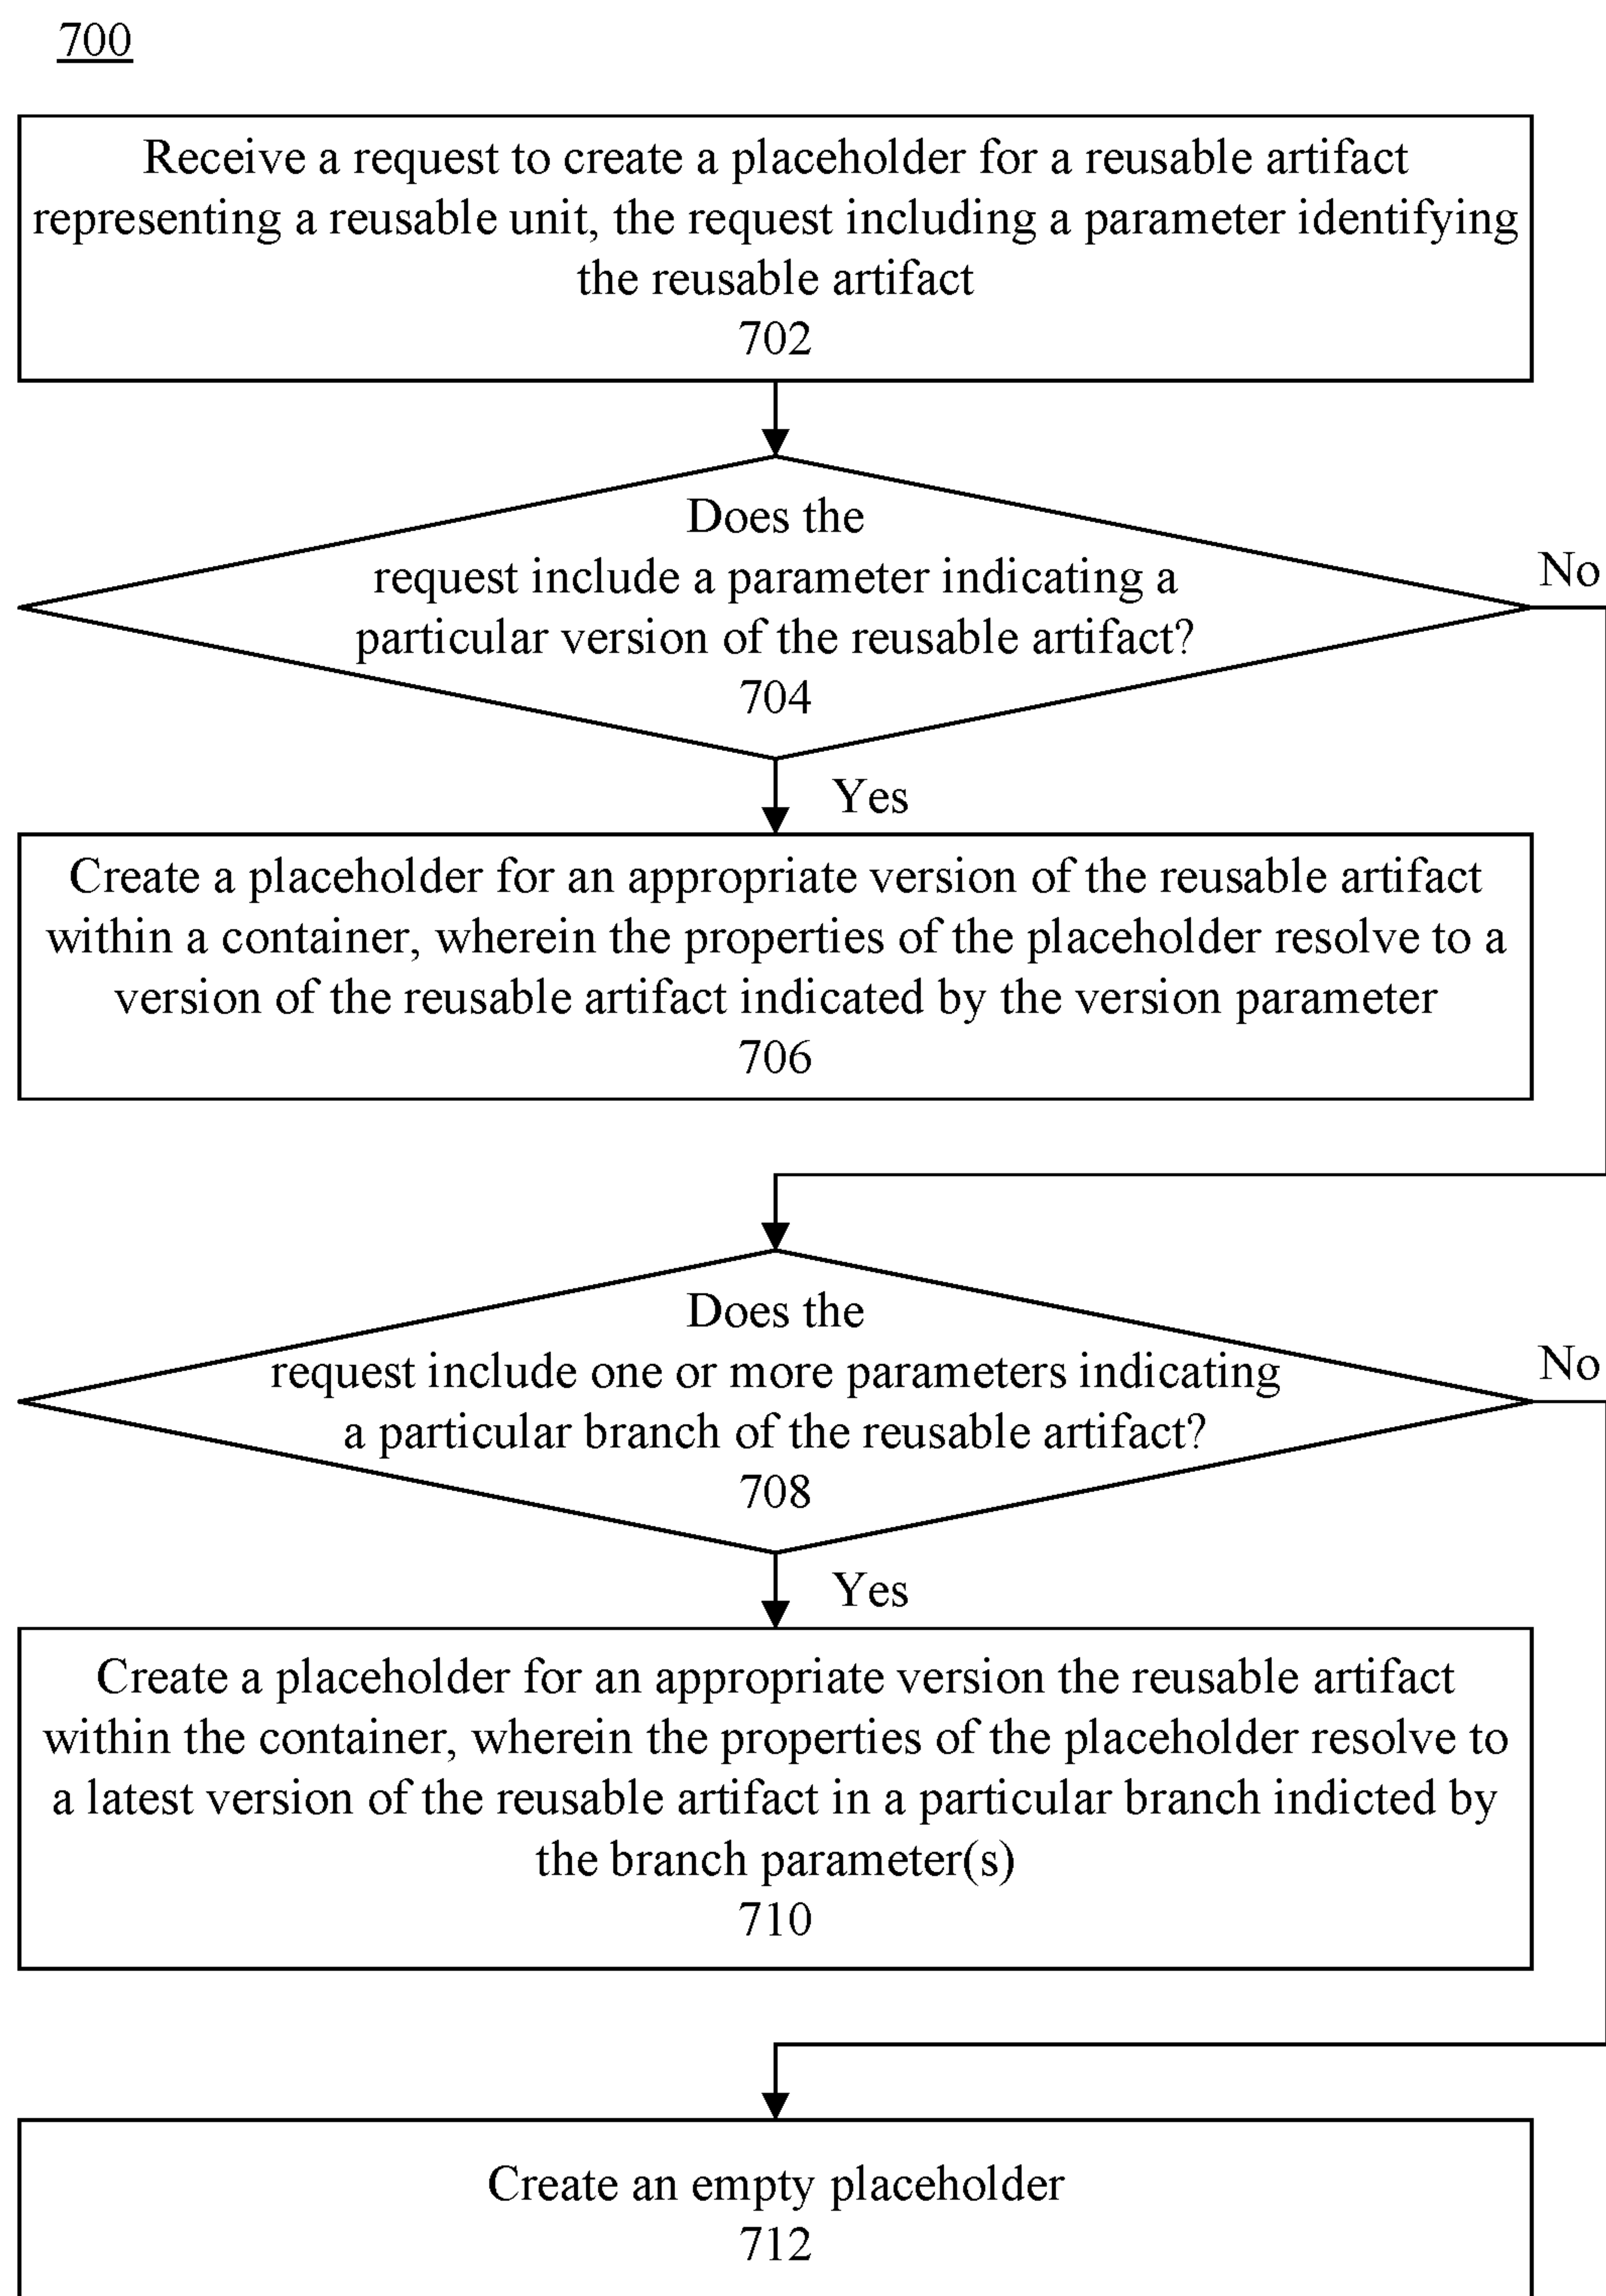 700
Receive a request to create a placeholder for a reusable artifact
representing a reusable unit, the request including a parameter identifying
the reusable artifact
702
Does the
request include a parameter indicating a
particular version of the reusable artifact?
704
No
Yes
Create a placeholder for an appropriate version of the reusable artifact
within a container, wherein the properties of the placeholder resolve to a
version of the reusable artifact indicated by the version parameter
706
Does the
request include one or more parameters indicating
a particular branch of the reusable artifact?
708
No
Yes
Create a placeholder for an appropriate version the reusable artifact
within the container, wherein the properties of the placeholder resolve to
a latest version of the reusable artifact in a particular branch indicted by
the branch parameter(s)
710
Create an empty placeholder
712